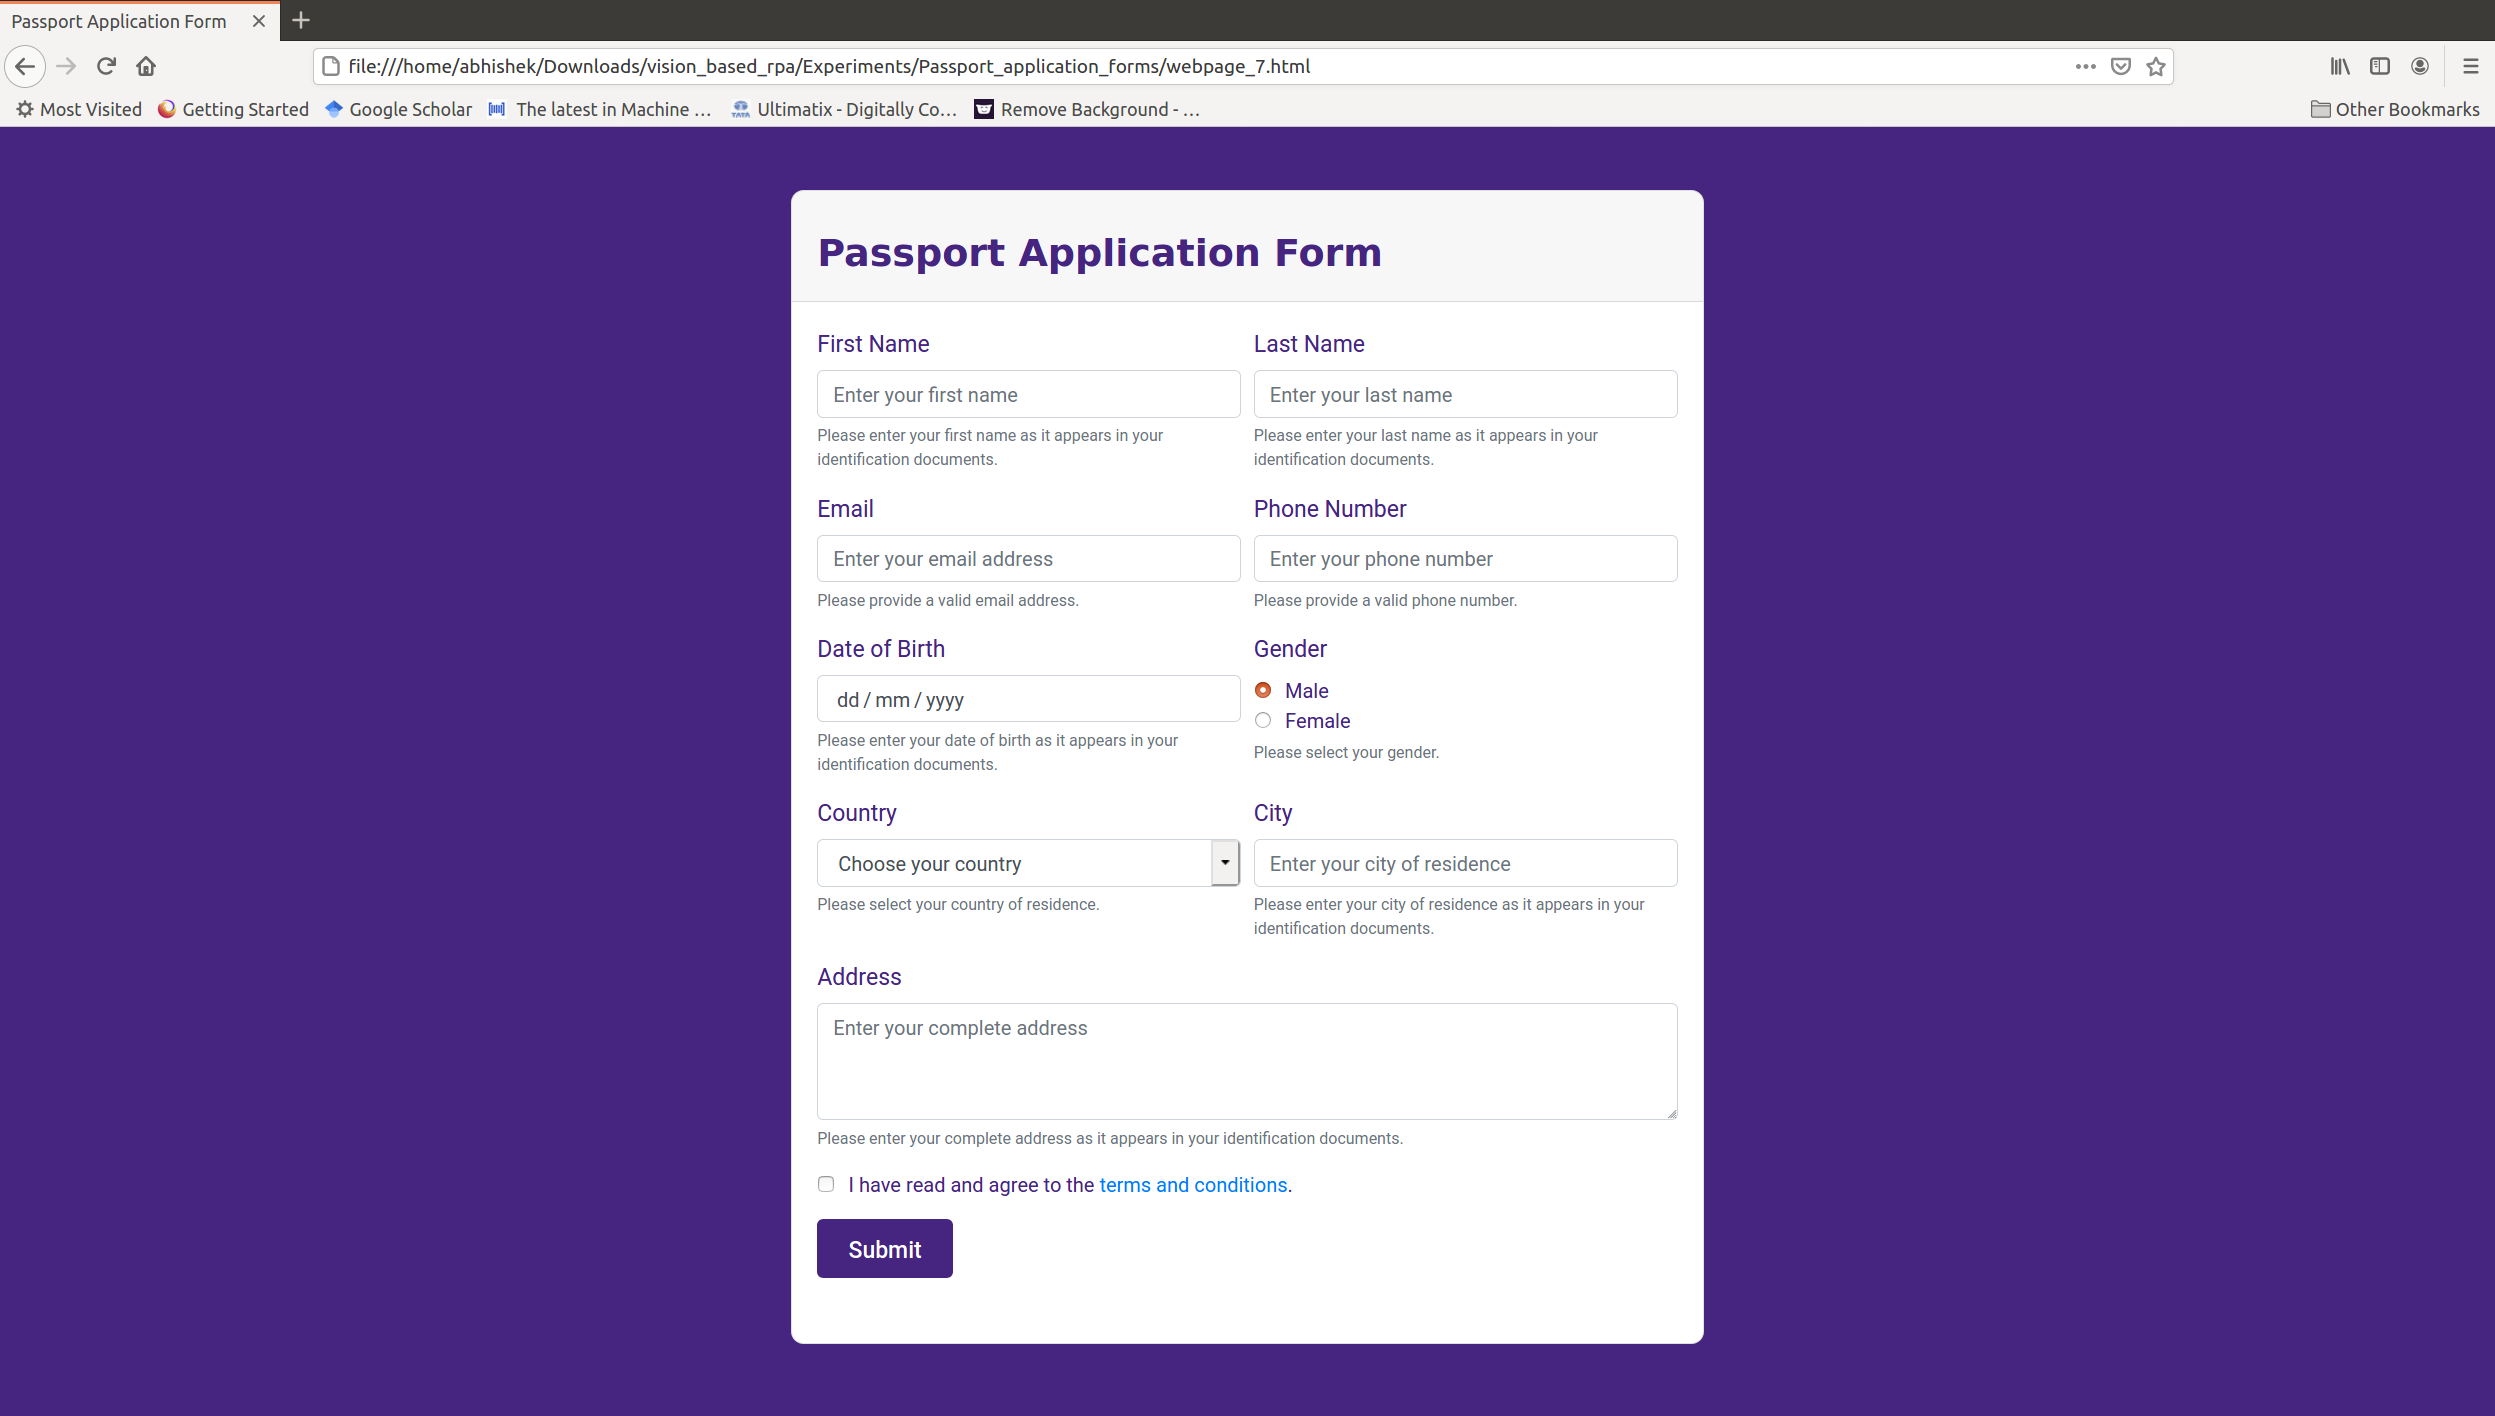 Passport Application Form
file:///home/abhishek/Downloads/vision_based_rpa/Experiments/Passport_application_forms/webpage_7.html
Most Visited Getting Started Google Scholar The latest in Machine … Ultimatix - Digitally Co… Remove Background - … Other Bookmarks
Passport Application Form
First Name Last Name
Enter your first name Enter your last name
Please enter your first name as it appears in your Please enter your last name as it appears in your
identification documents. identification documents.
Email Phone Number
Enter your email address Enter your phone number
Please provide a valid email address. Please provide a valid phone number.
Date of Birth Gender
dd / mm / yyyy Male
Female
Please enter your date of birth as it appears in your Please select your gender.
identification documents.
Country City
Choose your country Enter your city of residence
Please select your country of residence. Please enter your city of residence as it appears in your
identification documents.
Address
Enter your complete address
Please enter your complete address as it appears in your identification documents.
I have read and agree to the terms and conditions.
Submit